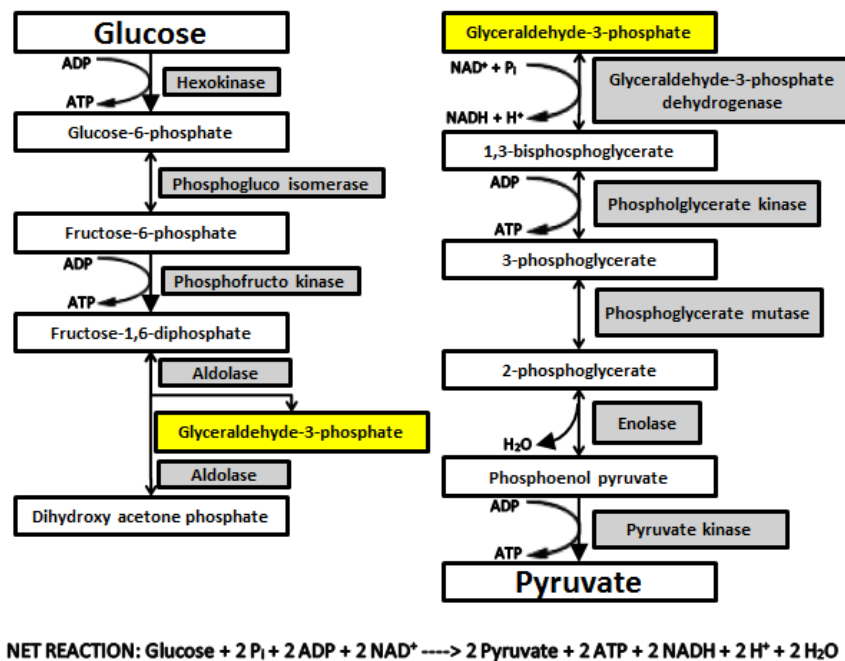 Glucose
ADP
Hexokinase
ATP
Glucose-6-phosphate
Phosphogluco isomerase
Fructose-6-phosphate
ADP
Phosphofructo kinase
ATP
Fructose-1,6-diphosphate
Aldolase
Glyceraldehyde-3-phosphate
Aldolase
Dihydroxy acetone phosphate
Glyceraldehyde-3-phosphate
NAD⁺ + Pᵢ
Glyceraldehyde-3-phosphate
dehydrogenase
NADH + H⁺
1,3-bisphosphoglycerate
ADP
Pholphglycerate kinase
ATP
3-phosphoglycerate
Phosphoglycerate mutase
2-phosphoglycerate
Enolase
H₂O
Phosphoenol pyruvate
ADP
Pyruvate kinase
ATP
Pyruvate
NET REACTION: Glucose + 2 Pᵢ + 2 ADP + 2 NAD⁺ ----> 2 Pyruvate + 2 ATP + 2 NADH + 2 H⁺ + 2 H₂O